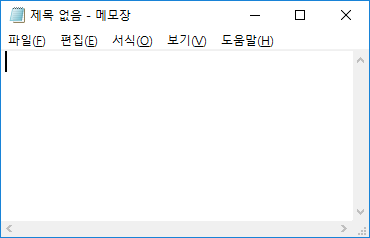 제목 없음 - 메모장
파일(F) 편집(E) 서식(O) 보기(V) 도움말(H)